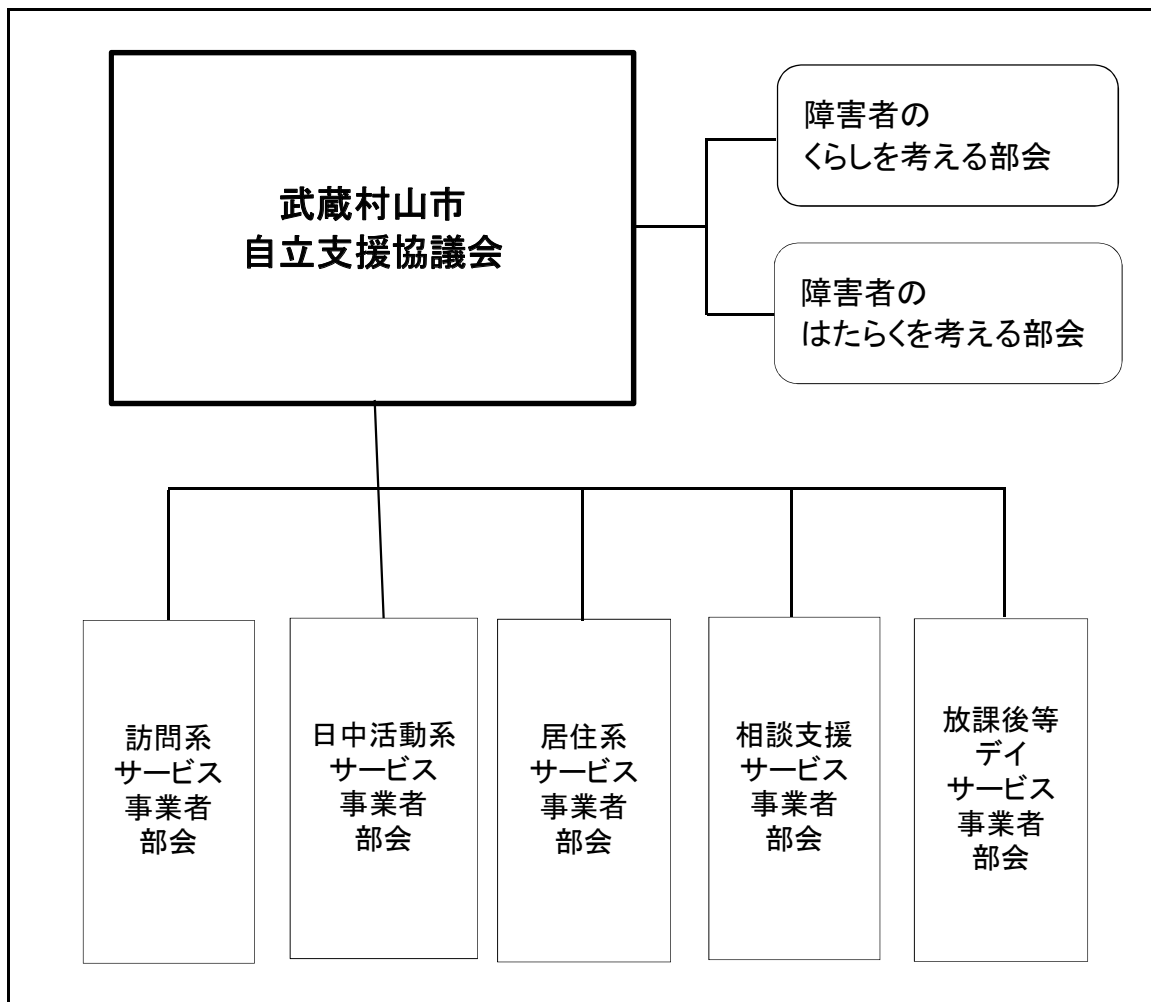 武蔵村山市
自立支援協議会
障害者の
くらしを考える部会
障害者の
はたらくを考える部会
訪問系
サービス
事業者
部会
日中活動系
サービス
事業者
部会
居住系
サービス
事業者
部会
相談支援
サービス
事業者
部会
放課後等
デイ
サービス
事業者
部会